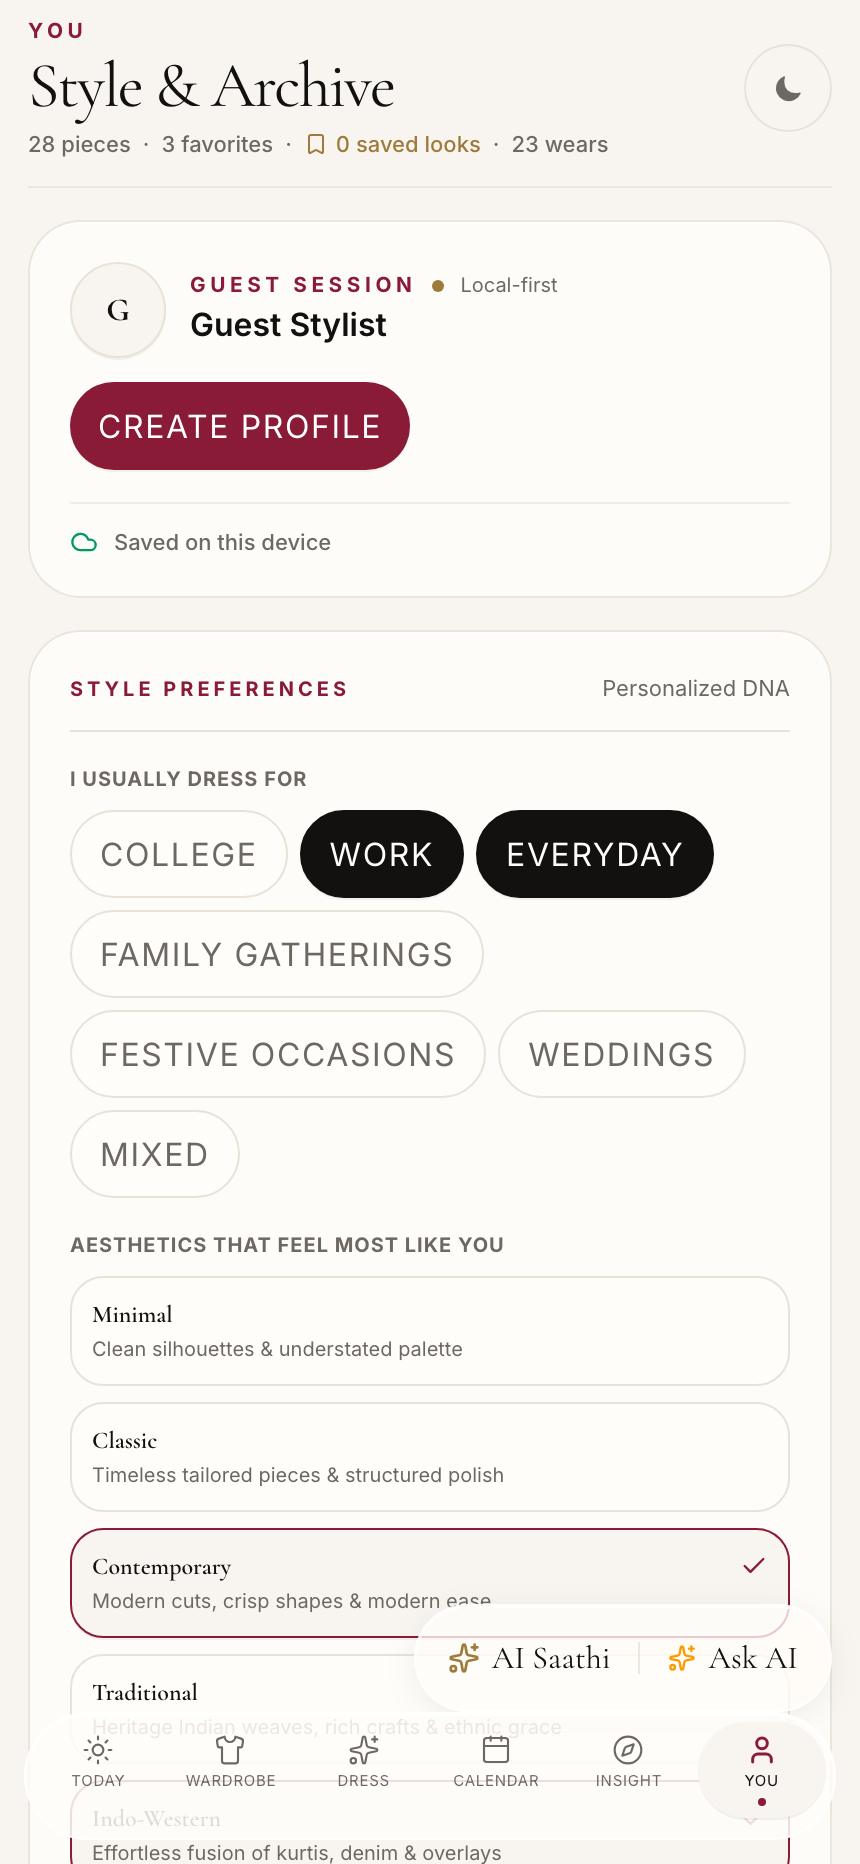 YOU
Style & Archive
28 pieces · 3 favorites · 0 saved looks · 23 wears
G
GUEST SESSION Local-first
Guest Stylist
CREATE PROFILE
Saved on this device
STYLE PREFERENCES Personalized DNA
I USUALLY DRESS FOR
COLLEGE WORK EVERYDAY
FAMILY GATHERINGS
FESTIVE OCCASIONS WEDDINGS
MIXED
AESTHETICS THAT FEEL MOST LIKE YOU
Minimal
Clean silhouettes & understated palette
Classic
Timeless tailored pieces & structured polish
Contemporary
Modern cuts, crisp shapes & modern ease
AI Saathi Ask AI
Traditional
Heritage Indian weaves, rich crafts & ethnic grace
TODAY WARDROBE DRESS CALENDAR INSIGHT YOU
Indo-Western
Effortless fusion of kurtis, denim & overlays